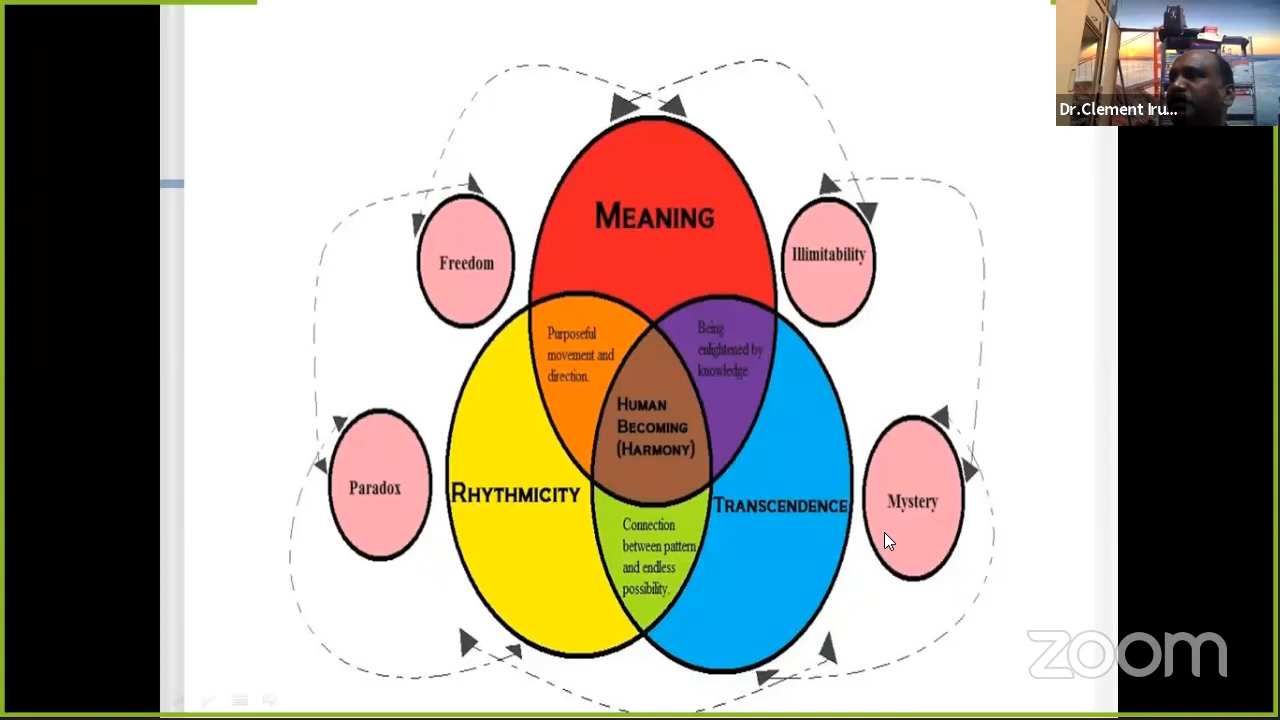 Dr.Clement Iru...
MEANING
Freedom
Illimitability
Purposeful
movement and
direction.
Being
enlightened by
knowledge
HUMAN
BECOMING
(HARMONY)
Paradox
RHYTHMICITY
TRANSCENDENCE
Mystery
Connection
between pattern
and endless
possibility.
zoom